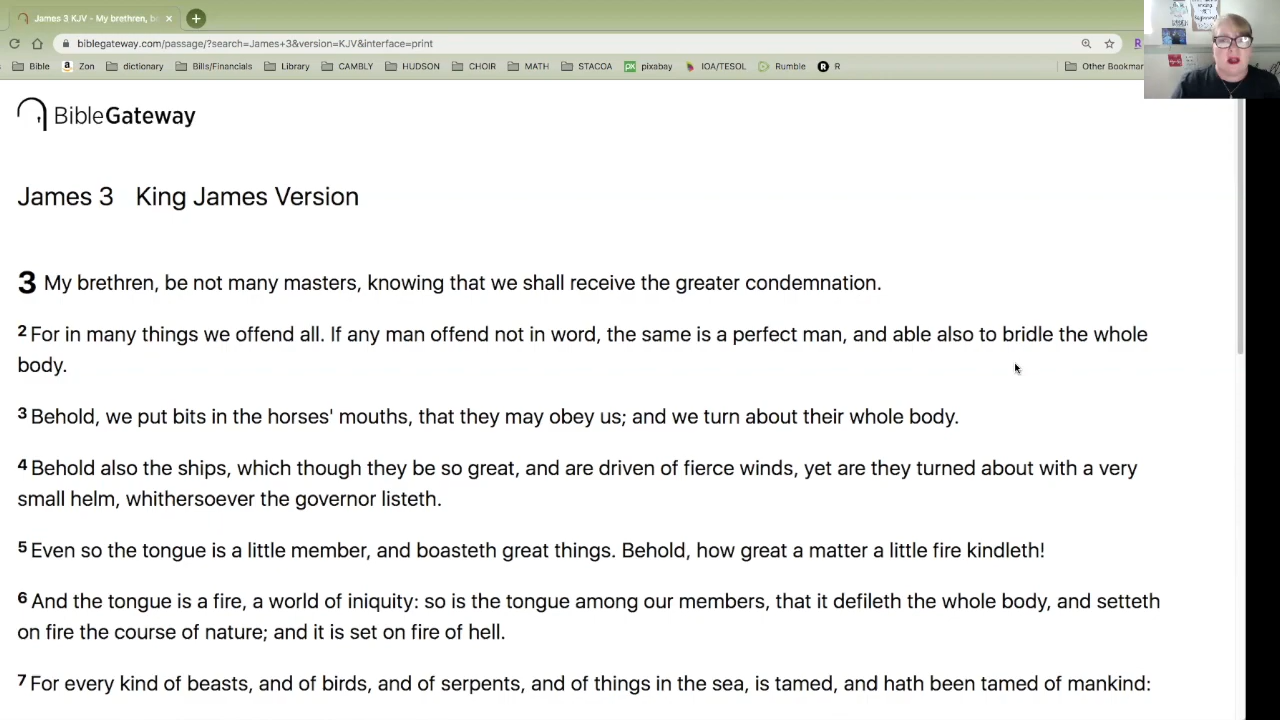 James 3 KJV - My brethren, b
biblegateway.com/passage/?search=James+3&version=KJV&interface=print
Bible Zon dictionary Bills/Financials Library CAMBLY HUDSON CHOIR MATH STACOA pixabay IOA/TESOL Rumble R Other Bookmar
BibleGateway
James 3 King James Version
3 My brethren, be not many masters, knowing that we shall receive the greater condemnation.
2 For in many things we offend all. If any man offend not in word, the same is a perfect man, and able also to bridle the whole
body.
3 Behold, we put bits in the horses' mouths, that they may obey us; and we turn about their whole body.
4 Behold also the ships, which though they be so great, and are driven of fierce winds, yet are they turned about with a very
small helm, whithersoever the governor listeth.
5 Even so the tongue is a little member, and boasteth great things. Behold, how great a matter a little fire kindleth!
6 And the tongue is a fire, a world of iniquity: so is the tongue among our members, that it defileth the whole body, and setteth
on fire the course of nature; and it is set on fire of hell.
7 For every kind of beasts, and of birds, and of serpents, and of things in the sea, is tamed, and hath been tamed of mankind: